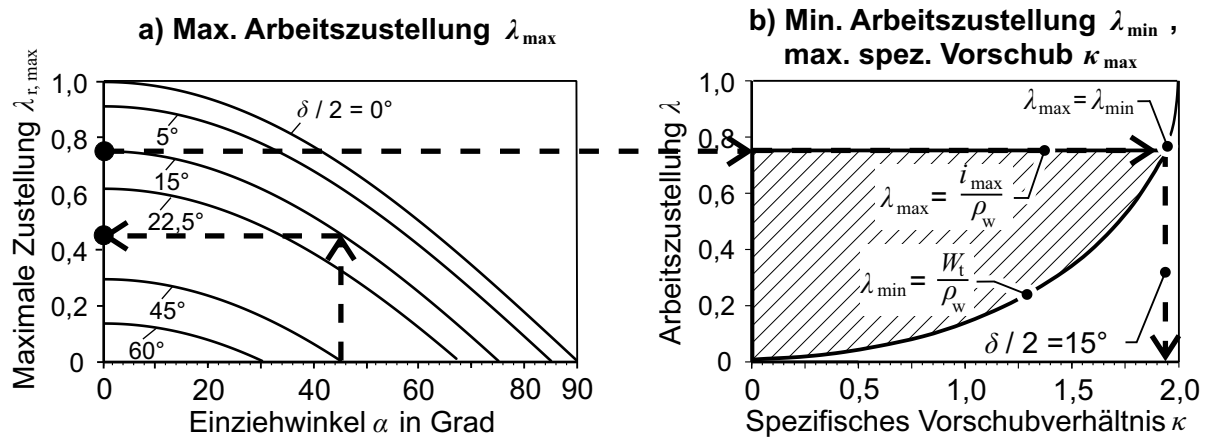 a) Max. Arbeitszustellung λmax
Maximale Zustellung λr, max
1,0
0.8
0,6
0,4
0,2
0
δ / 2 = 0°
5°
15°
22,5°
45°
60°
0
20
40
60
90
Einziehwinkel α in Grad
b) Min. Arbeitszustellung λmin ,
max. spez. Vorschub κmax
Arbeitszustellung λ
1,0
0.8
0,6
0,4
0,2
0
λmax = λmin
λmax = imax / ρw
λmin = Wt / ρw
δ / 2 =15°
0
0,5
1,0
1,5
2,0
Spezifisches Vorschubverhältnis κ